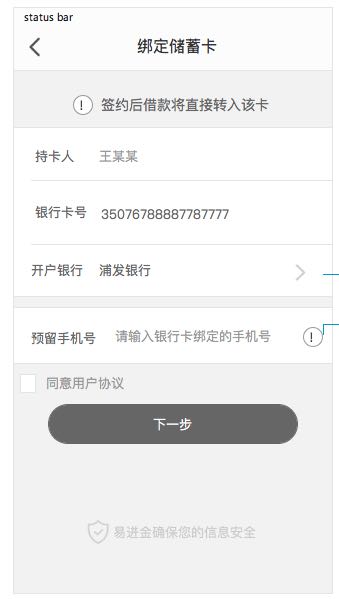 status bar
绑定储蓄卡
签约后借款将直接转入该卡
持卡人 王某某
银行卡号 35076788887787777
开户银行 浦发银行
预留手机号 请输入银行卡绑定的手机号
同意用户协议
下一步
易进金确保您的信息安全